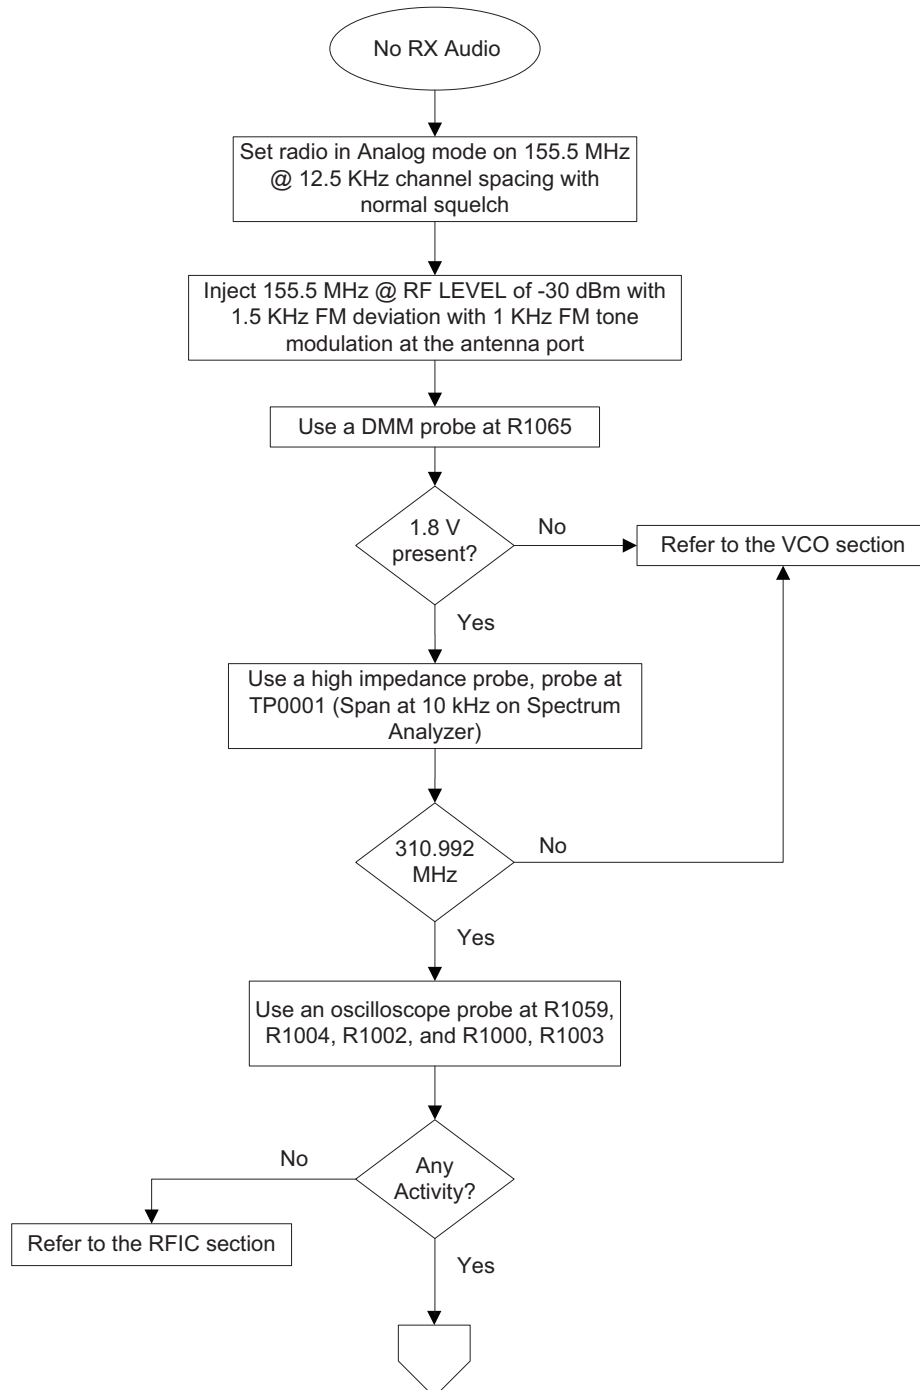 No RX Audio
Set radio in Analog mode on 155.5 MHz
@ 12.5 KHz channel spacing with
normal squelch
Inject 155.5 MHz @ RF LEVEL of -30 dBm with
1.5 KHz FM deviation with 1 KHz FM tone
modulation at the antenna port
Use a DMM probe at R1065
1.8 V
present?
No
Refer to the VCO section
Yes
Use a high impedance probe, probe at
TP0001 (Span at 10 kHz on Spectrum
Analyzer)
310.992
MHz
No
Yes
Use an oscilloscope probe at R1059,
R1004, R1002, and R1000, R1003
Any
Activity?
No
Refer to the RFIC section
Yes